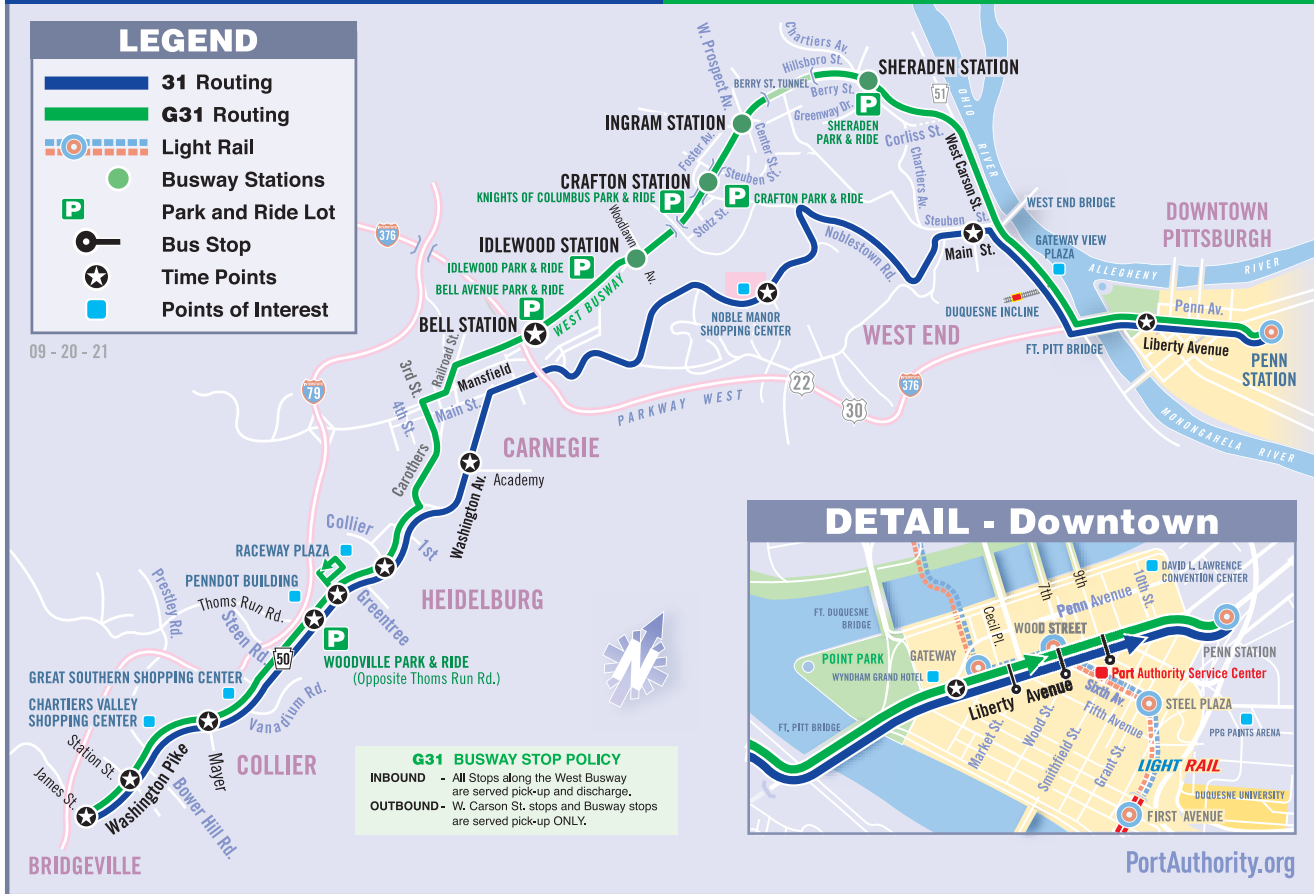 LEGEND
31 Routing
G31 Routing
Light Rail
Busway Stations
P
Park and Ride Lot
Bus Stop
Time Points
Points of Interest
09 - 20 - 21
Chartiers Av.
W. Prospect Av.
Hillsboro St.
SHERADEN STATION
BERRY ST. TUNNEL
Berry St.
P
51
OHIO RIVER
Greenway Dr.
SHERADEN
PARK & RIDE
INGRAM STATION
Center St.
Corliss St.
Foster Av.
West Carson St.
Chartiers Av.
CRAFTON STATION
Steuben St.
KNIGHTS OF COLUMBUS PARK & RIDE
P
P
CRAFTON PARK & RIDE
Stotz St.
Woodlawn Av.
Steuben St.
WEST END BRIDGE
DOWNTOWN
PITTSBURGH
376
IDLEWOOD STATION
IDLEWOOD PARK & RIDE
P
Noblestown Rd.
Main St.
GATEWAY VIEW
PLAZA
ALLEGHENY RIVER
BELL AVENUE PARK & RIDE
P
WEST BUSWAY
Penn Av.
BELL STATION
NOBLE MANOR
SHOPPING CENTER
DUQUESNE INCLINE
WEST END
FT. PITT BRIDGE
Liberty Avenue
PENN
STATION
3rd St.
Railroad St.
Mansfield
79
4th St.
Main St.
PARKWAY WEST
22
30
376
MONONGAHELA RIVER
CARNEGIE
Carothers
Academy
Washington Av.
Collier
1st
RACEWAY PLAZA
PENNDOT BUILDING
Thoms Run Rd.
Greentree
HEIDELBURG
Prestley Rd.
Steen Rd.
P
50
WOODVILLE PARK & RIDE
(Opposite Thoms Run Rd.)
N
GREAT SOUTHERN SHOPPING CENTER
Vanadium Rd.
CHARTIERS VALLEY
SHOPPING CENTER
Station St.
Mayer
COLLIER
James St.
Washington Pike
Bower Hill Rd.
BRIDGEVILLE
G31 BUSWAY STOP POLICY
INBOUND - All Stops along the West Busway
are served pick-up and discharge.
OUTBOUND - W. Carson St. stops and Busway stops
are served pick-up ONLY.
DETAIL - Downtown
DAVID L. LAWRENCE
CONVENTION CENTER
9th
7th
10th St.
Penn Avenue
Cecil Pl.
FT. DUQUESNE
BRIDGE
WOOD STREET
POINT PARK
GATEWAY
PENN STATION
WYNDHAM GRAND HOTEL
Port Authority Service Center
Liberty Avenue
Sixth Av.
STEEL PLAZA
FT. PITT BRIDGE
Market St.
Wood St.
Smithfield St.
Fifth Avenue
Grant St.
PPG PAINTS ARENA
LIGHT RAIL
DUQUESNE UNIVERSITY
FIRST AVENUE
PortAuthority.org